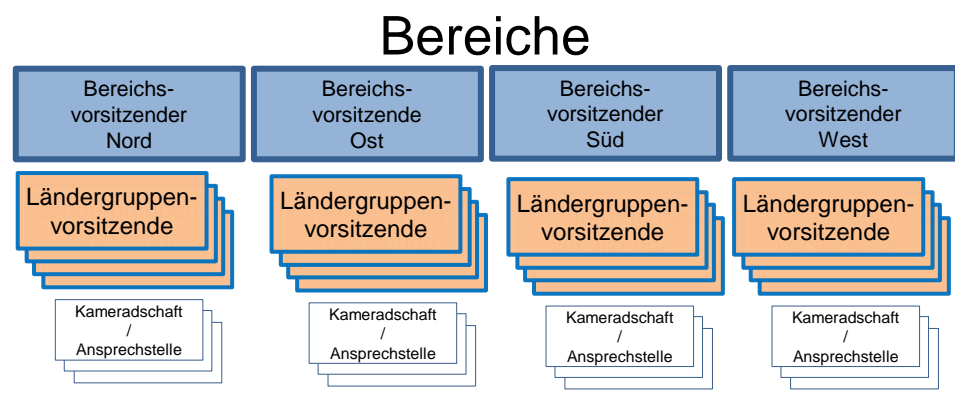 Bereiche
Bereichs-
vorsitzender
Nord
Bereichs-
vorsitzende
Ost
Bereichs-
vorsitzender
Süd
Bereichs-
vorsitzender
West
Ländergruppen-
vorsitzende
Ländergruppen-
vorsitzende
Ländergruppen-
vorsitzende
Ländergruppen-
vorsitzende
Kameradschaft
/
Ansprechstelle
Kameradschaft
/
Ansprechstelle
Kameradschaft
/
Ansprechstelle
Kameradschaft
/
Ansprechstelle